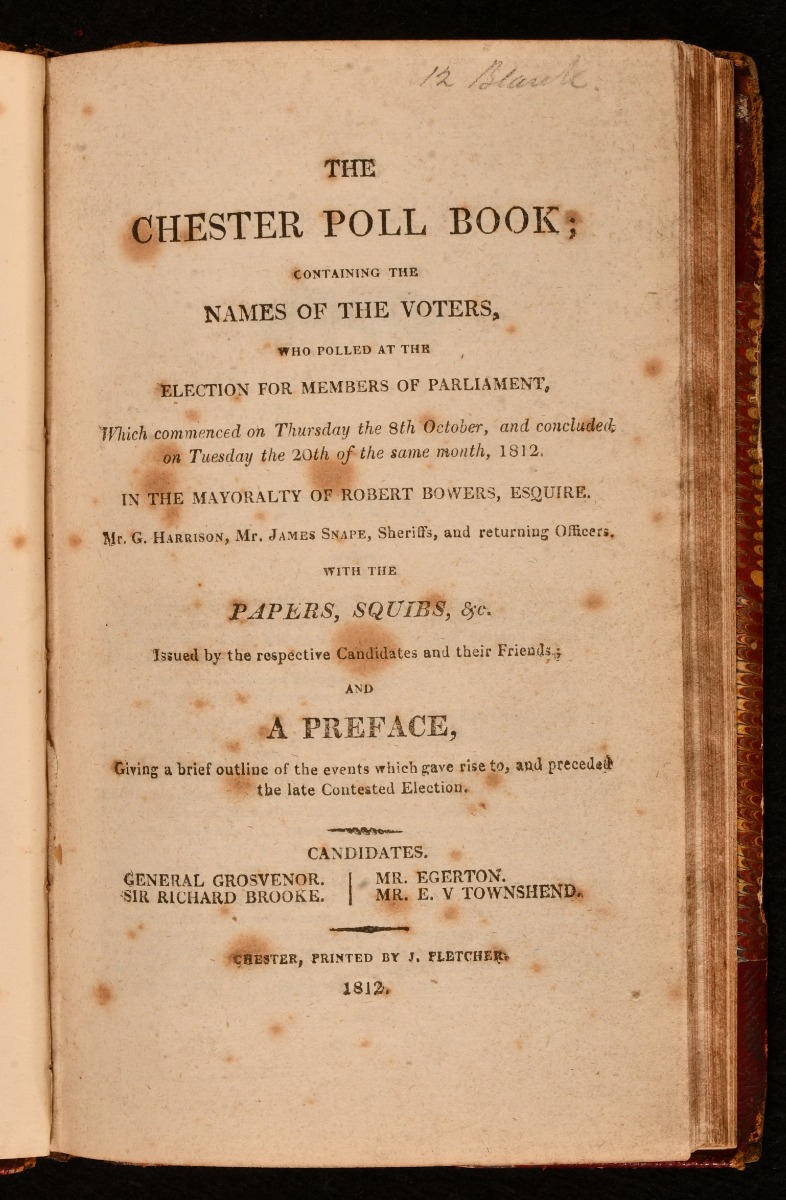 12 Blank.
THE
CHESTER POLL BOOK;
CONTAINING THE
NAMES OF THE VOTERS,
WHO POLLED AT THE
ELECTION FOR MEMBERS OF PARLIAMENT,
Which commenced on Thursday the 8th October, and concluded,
on Tuesday the 20th of the same month, 1812.
IN THE MAYORALTY OF ROBERT BOWERS, ESQUIRE.
Mr. G. HARRISON, Mr. JAMES SNAPE, Sheriffs, and returning Officers.
WITH THE
PAPERS, SQUIBS, &c.
Issued by the respective Candidates and their Friends.;
AND
A PREFACE,
Giving a brief outline of the events which gave rise to, and preceded
the late Contested Election.
CANDIDATES.
GENERAL GROSVENOR. | MR. EGERTON.
SIR RICHARD BROOKE. | MR. E. V TOWNSHEND.
CHESTER, PRINTED BY J. FLETCHER.
1812.